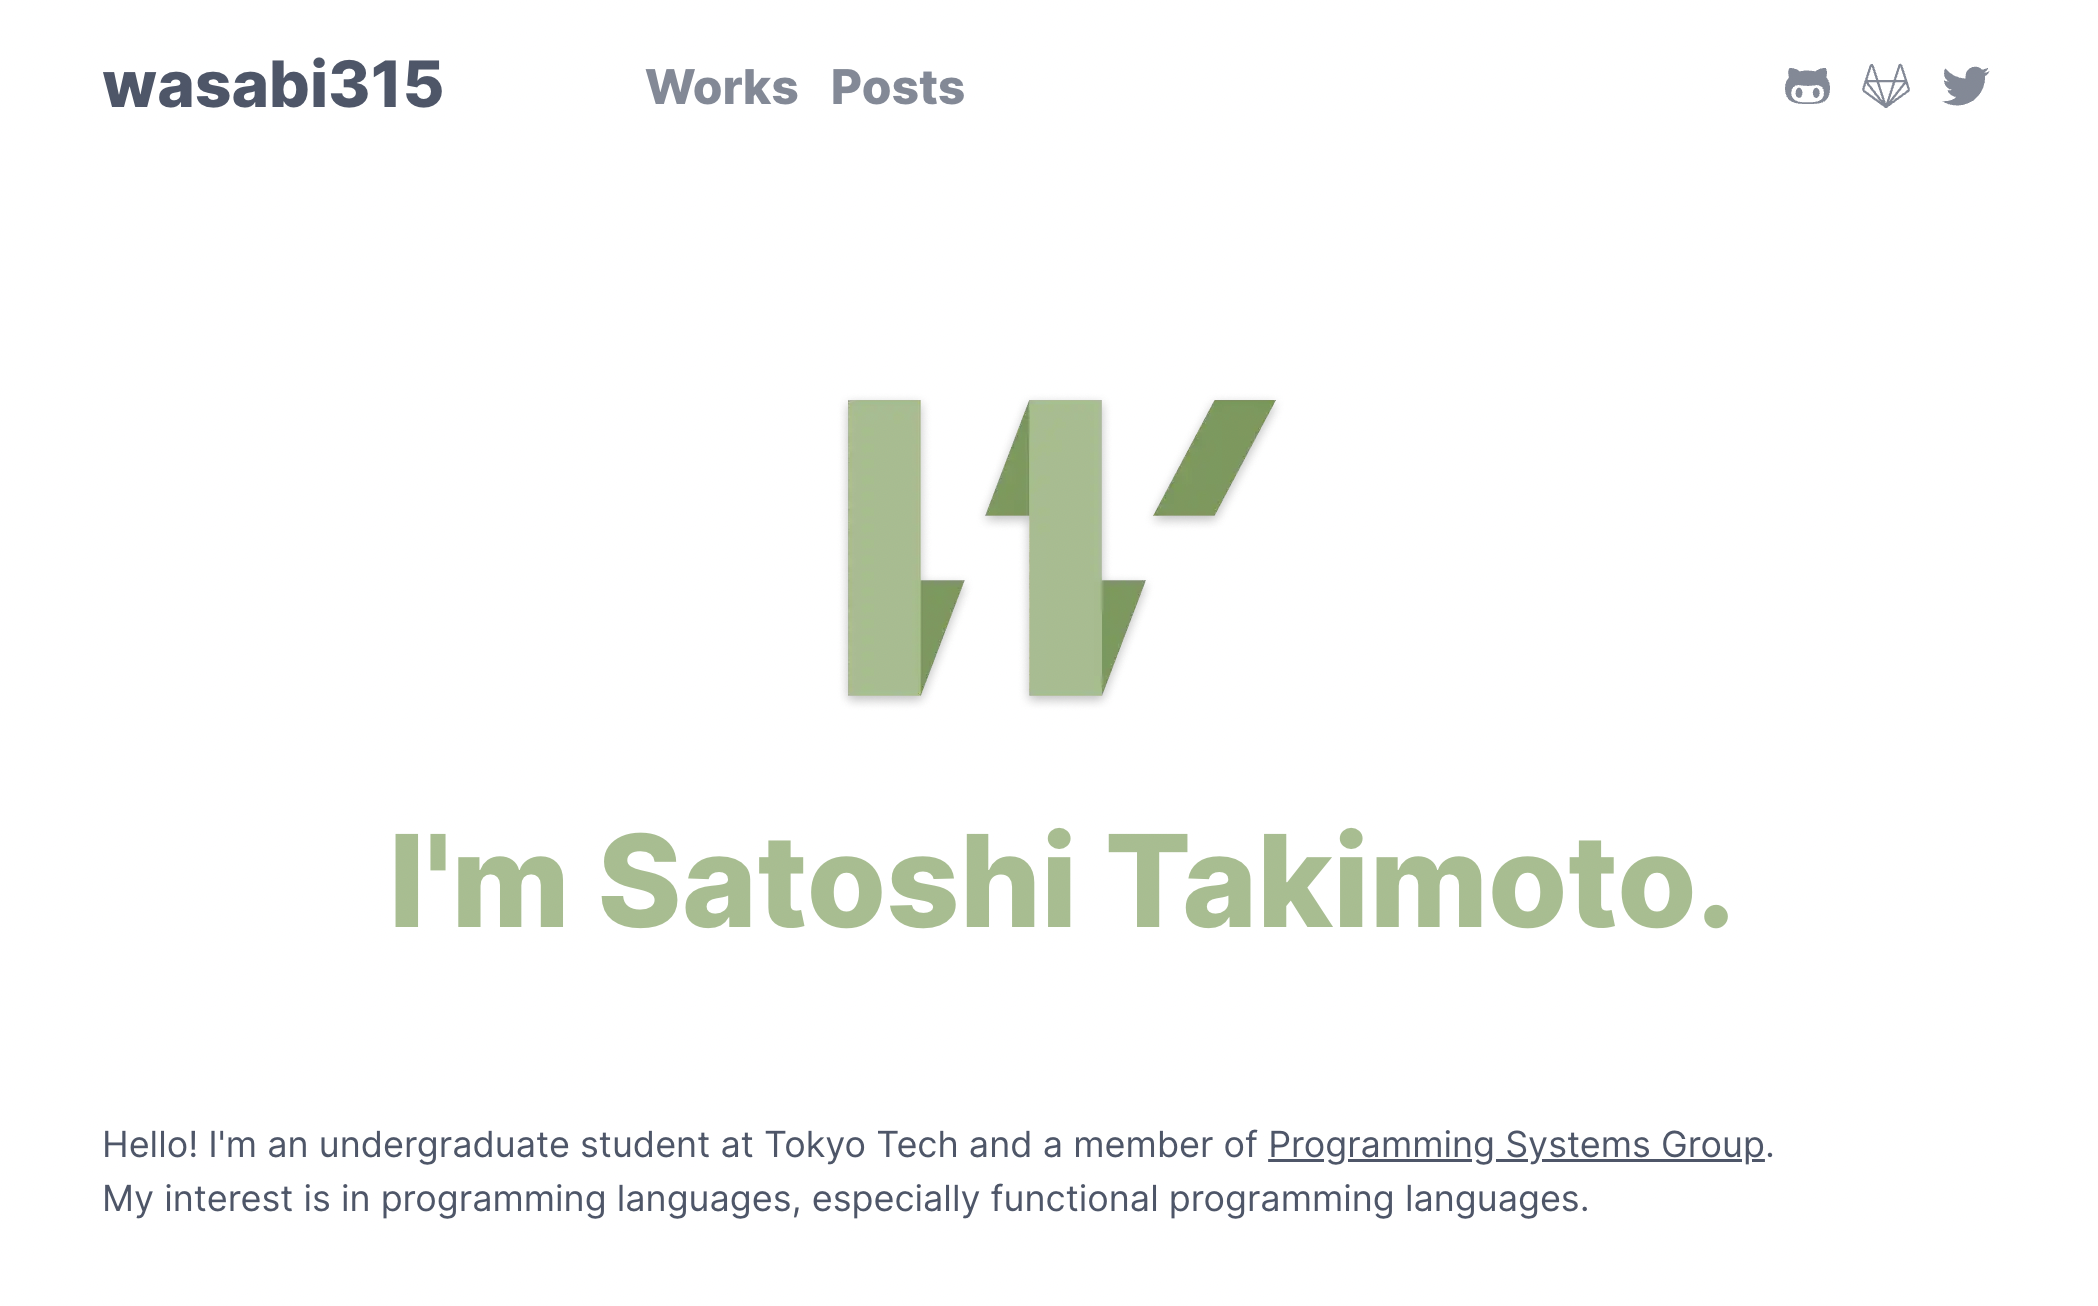 wasabi315 Works Posts
I'm Satoshi Takimoto.
Hello! I'm an undergraduate student at Tokyo Tech and a member of Programming Systems Group.
My interest is in programming languages, especially functional programming languages.